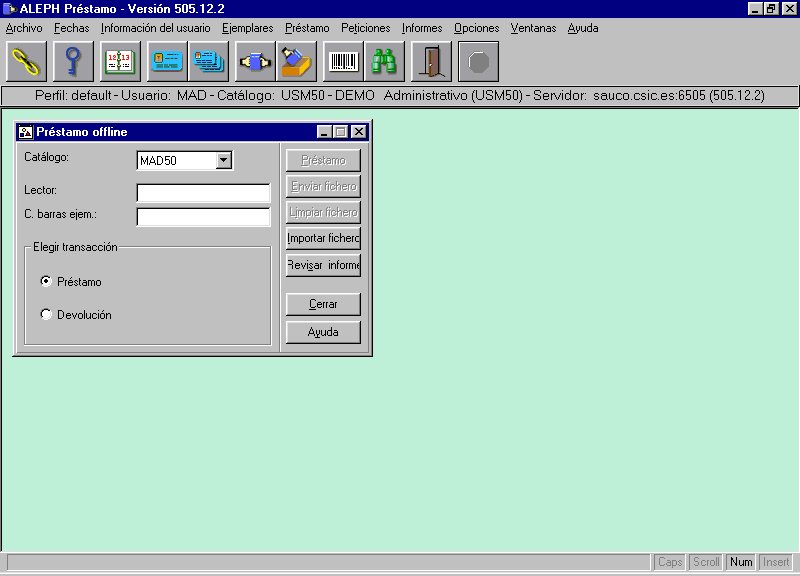 ALEPH Préstamo - Versión 505.12.2
Archivo Fechas Información del usuario Ejemplares Préstamo Peticiones Informes Opciones Ventanas Ayuda
12 13
Perfil: default - Usuario: MAD - Catálogo: USM50 - DEMO Administrativo (USM50) - Servidor: sauco.csic.es:6505 (505.12.2)
Préstamo offline
Catálogo: MAD50 Préstamo
Lector: Enviar fichero
C. barras ejem.: Limpiar fichero
Importar fichero
Elegir transacción Revisar informe
Préstamo
Cerrar
Devolución
Ayuda
Caps Scroll Num Insert